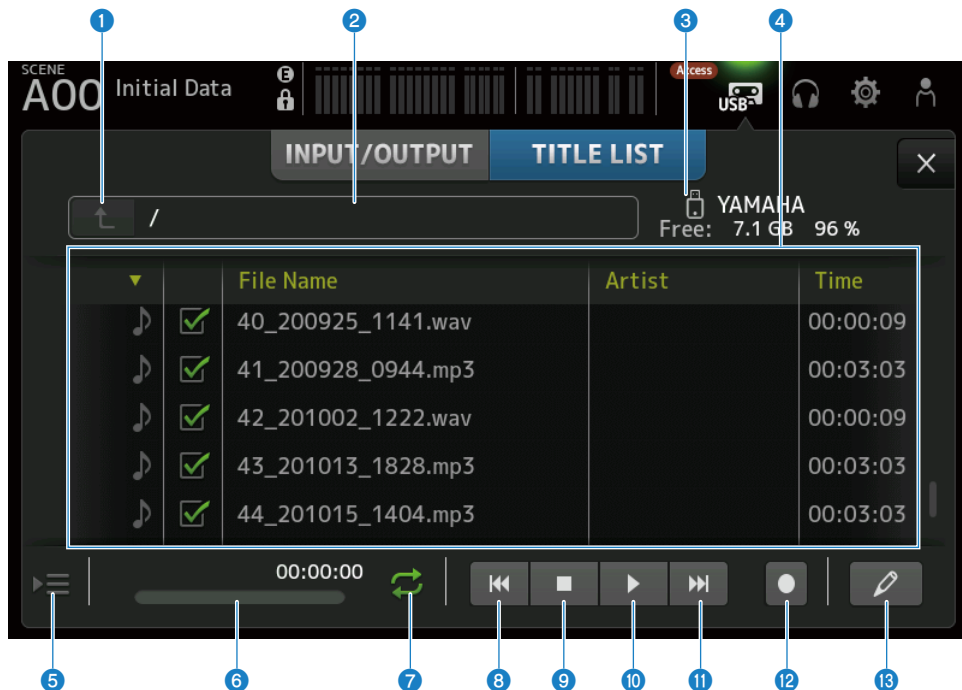 1 2 3 4
SCENE
A00 Initial Data E Access USB
INPUT/OUTPUT TITLE LIST
/ YAMAHA
Free: 7.1 GB 96 %
File Name Artist Time
40_200925_1141.wav 00:00:09
41_200928_0944.mp3 00:03:03
42_201002_1222.wav 00:00:09
43_201013_1828.mp3 00:03:03
44_201015_1404.mp3 00:03:03
00:00:00
5 6 7 8 9 10 11 12 13